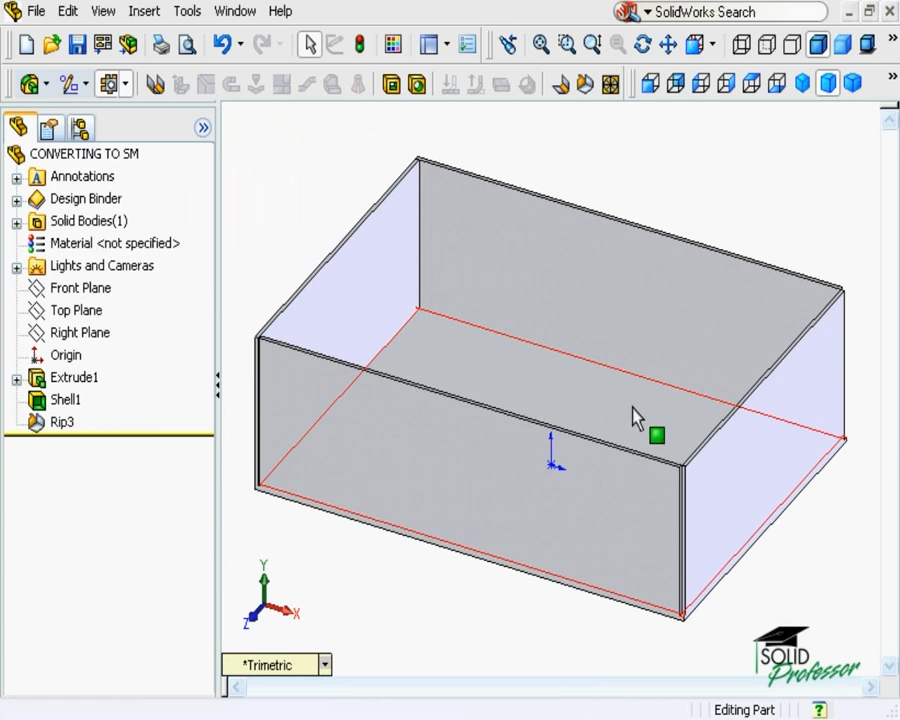 File Edit View Insert Tools Window Help
SolidWorks Search
CONVERTING TO SM
A Annotations
Design Binder
Solid Bodies(1)
Material <not specified>
Lights and Cameras
Front Plane
Top Plane
Right Plane
Origin
Extrude1
Shell1
Rip3
Y
X
Z
*Trimetric
SOLID
Professor
Editing Part
?